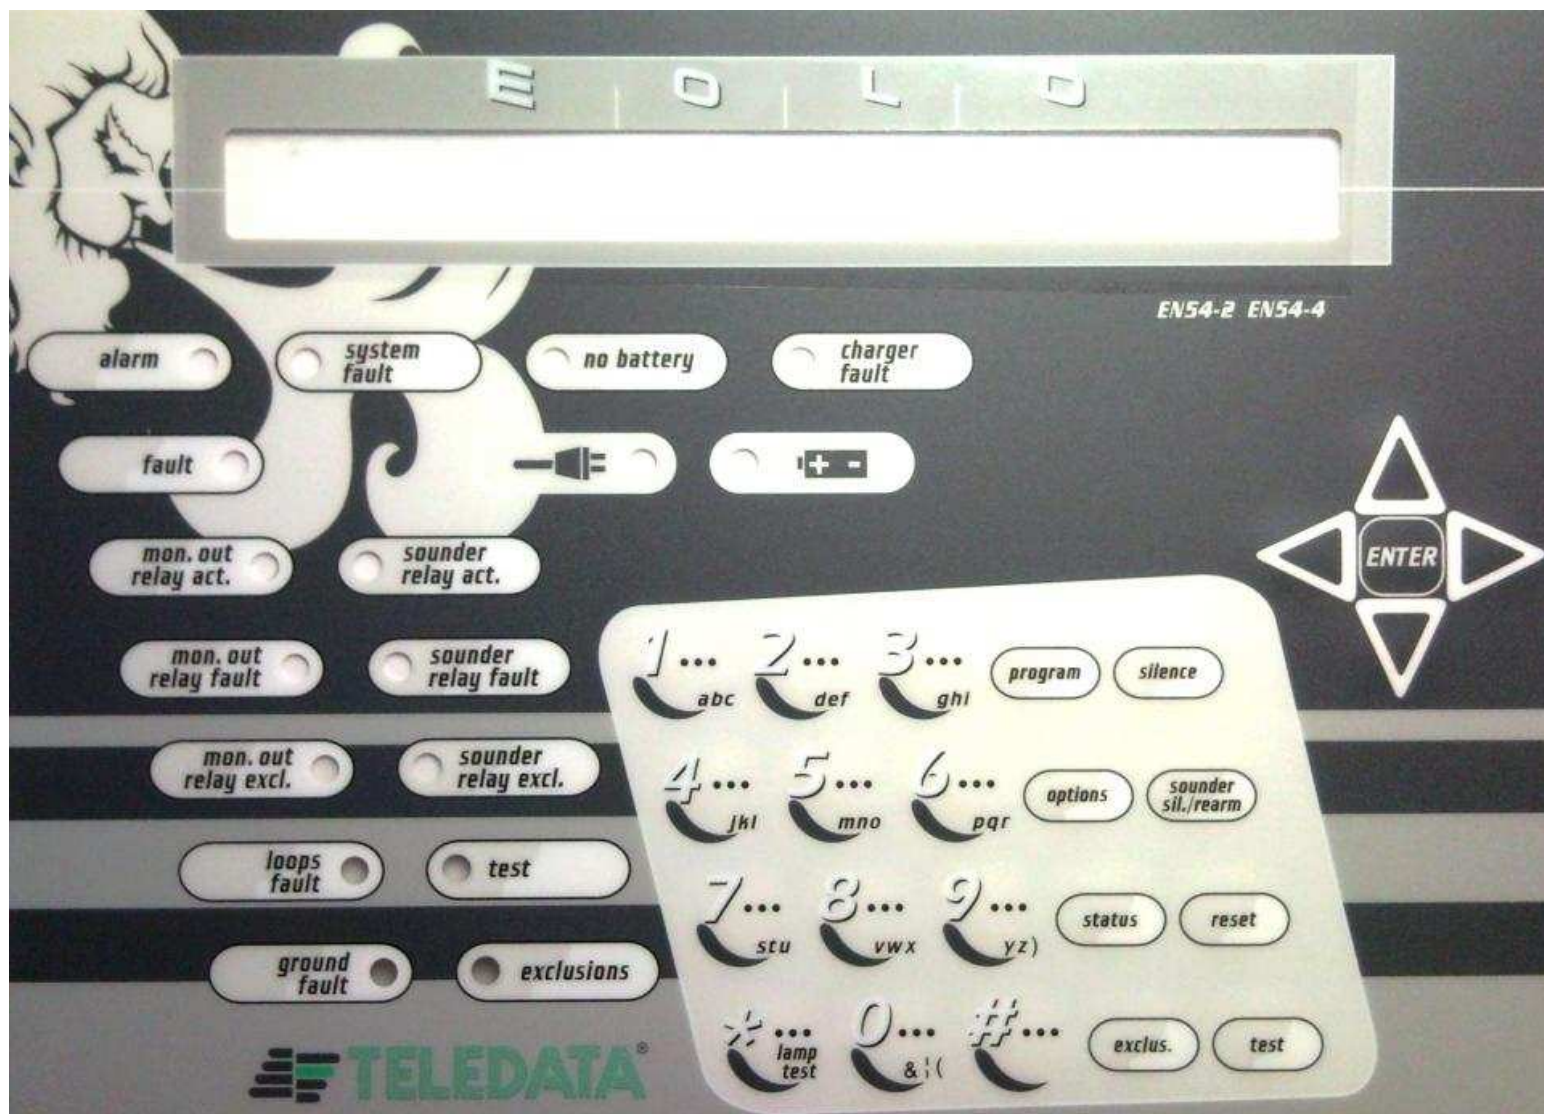 E O L O
EN54-2 EN54-4
alarm
system
fault
no battery
charger
fault
fault
+ -
mon. out
relay act.
sounder
relay act.
ENTER
mon. out
relay fault
sounder
relay fault
mon. out
relay excl.
sounder
relay excl.
loops
fault
test
ground
fault
exclusions
1...
abc
2...
def
3...
ghi
program
silence
4...
jkl
5...
mno
6...
pqr
options
sounder
sil./rearm
7...
stu
8...
vwx
9...
yz)
status
reset
*...
lamp
test
0...
&¦(
#...
exclus.
test
TELEDATA®